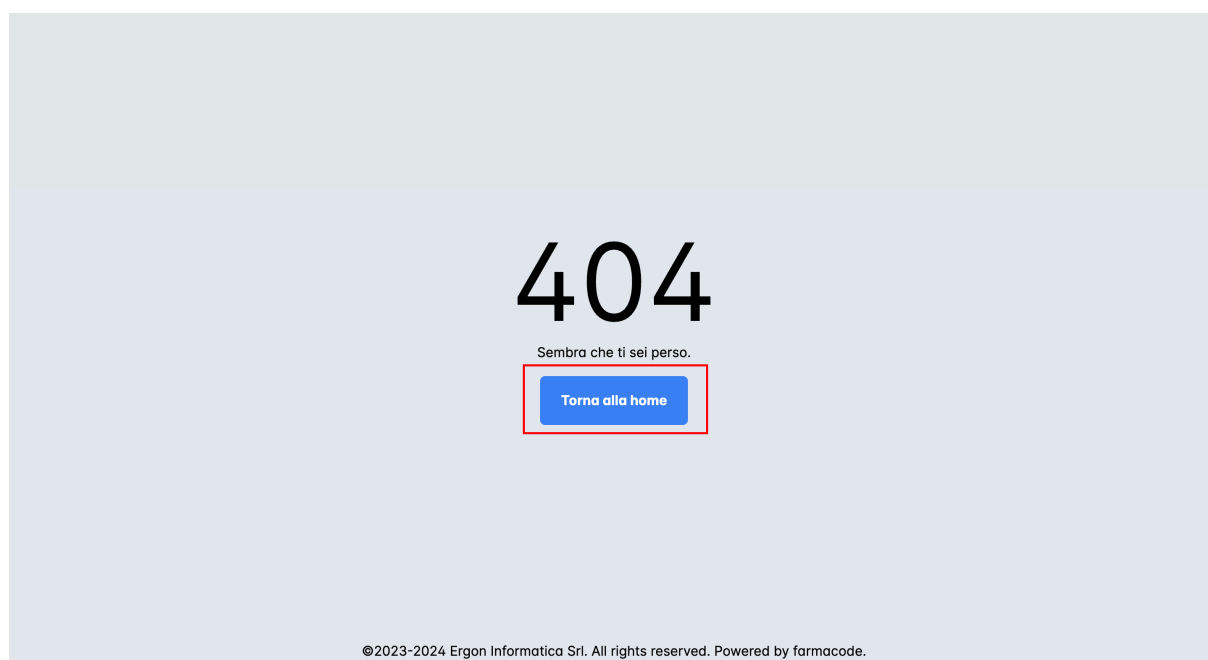 404
Sembra che ti sei perso.
Torna alla home
©2023-2024 Ergon Informatica Srl. All rights reserved. Powered by farmacode.